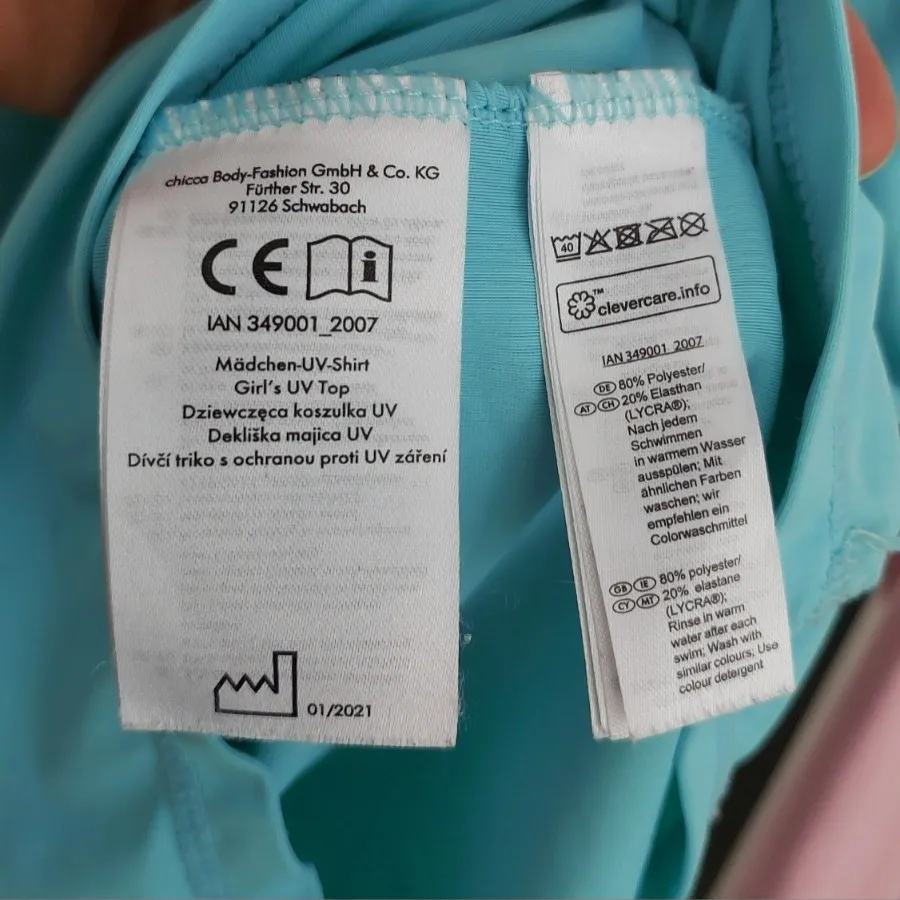 chicca Body-Fashion GmbH & Co. KG
Fürther Str. 30
91126 Schwabach
CE
IAN 349001_2007
Mädchen-UV-Shirt
Girl's UV Top
Dziewczęca koszulka UV
Dekliška majica UV
Dívčí triko s ochranou proti UV záření
01/2021
40
clevercare.info
IAN 349001_2007
DE 80% Polyester/
AT CH 20% Elasthan
(LYCRA®);
Nach jedem
Schwimmen
in warmem Wasser
ausspülen; Mit
ähnlichen Farben
waschen; wir
empfehlen ein
Colorwaschmittel
GB IE 80% polyester/
CY MT 20% elastane
(LYCRA®);
Rinse in warm
water after each
swim; Wash with
similar colours; Use
colour detergent